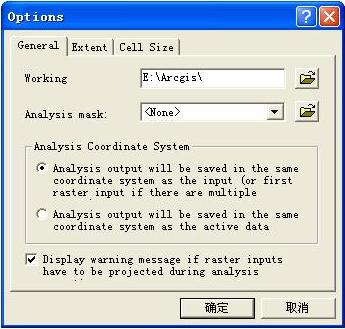 Options
General
Extent
Cell Size
Working
E:\Arcgis\
Analysis mask:
<None>
Analysis Coordinate System
Analysis output will be saved in the same
coordinate system as the input (or first
raster input if there are multiple
Analysis output will be saved in the same
coordinate system as the active data
Display warning message if raster inputs
have to be projected during analysis
确定
取消